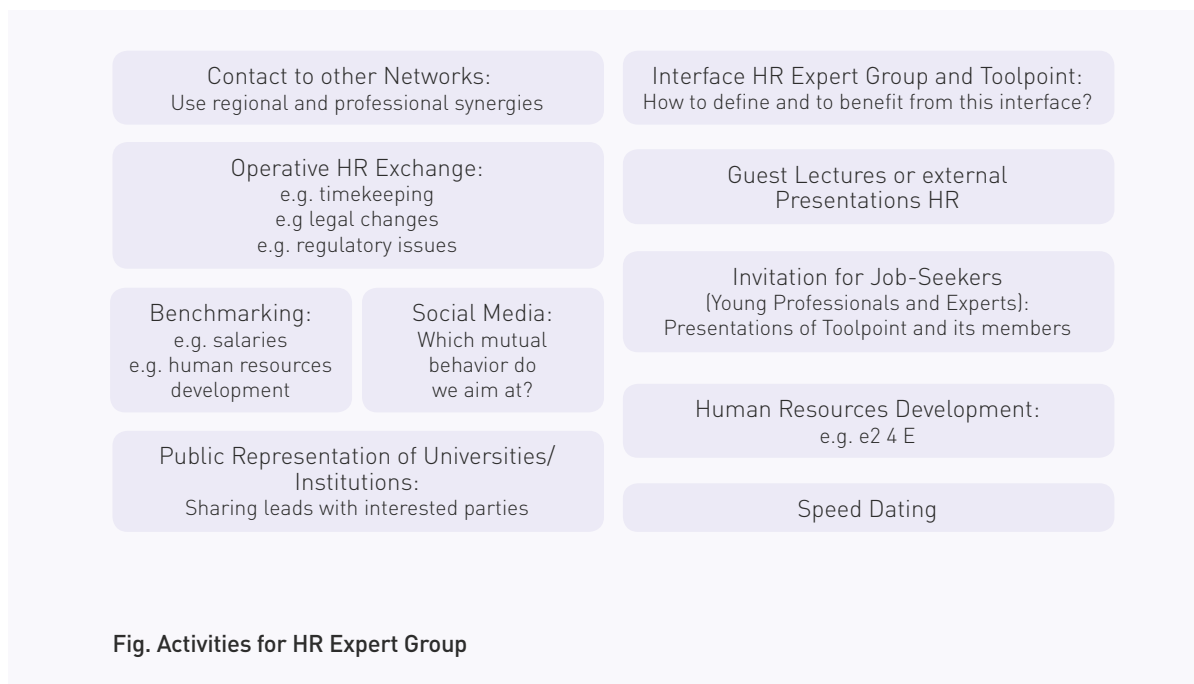 Contact to other Networks:
Use regional and professional synergies
Operative HR Exchange:
e.g. timekeeping
e.g legal changes
e.g. regulatory issues
Benchmarking:
e.g. salaries
e.g. human resources
development
Social Media:
Which mutual
behavior do
we aim at?
Public Representation of Universities/
Institutions:
Sharing leads with interested parties
Interface HR Expert Group and Toolpoint:
How to define and to benefit from this interface?
Guest Lectures or external
Presentations HR
Invitation for Job-Seekers
(Young Professionals and Experts):
Presentations of Toolpoint and its members
Human Resources Development:
e.g. e2 4 E
Speed Dating
Fig. Activities for HR Expert Group